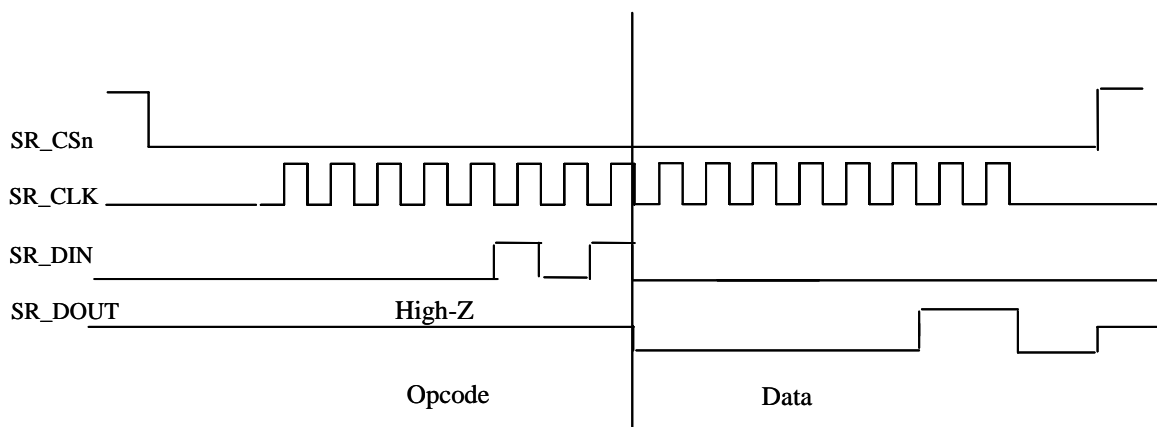 SR_CSn
SR_CLK
SR_DIN
SR_DOUT
High-Z
Opcode
Data